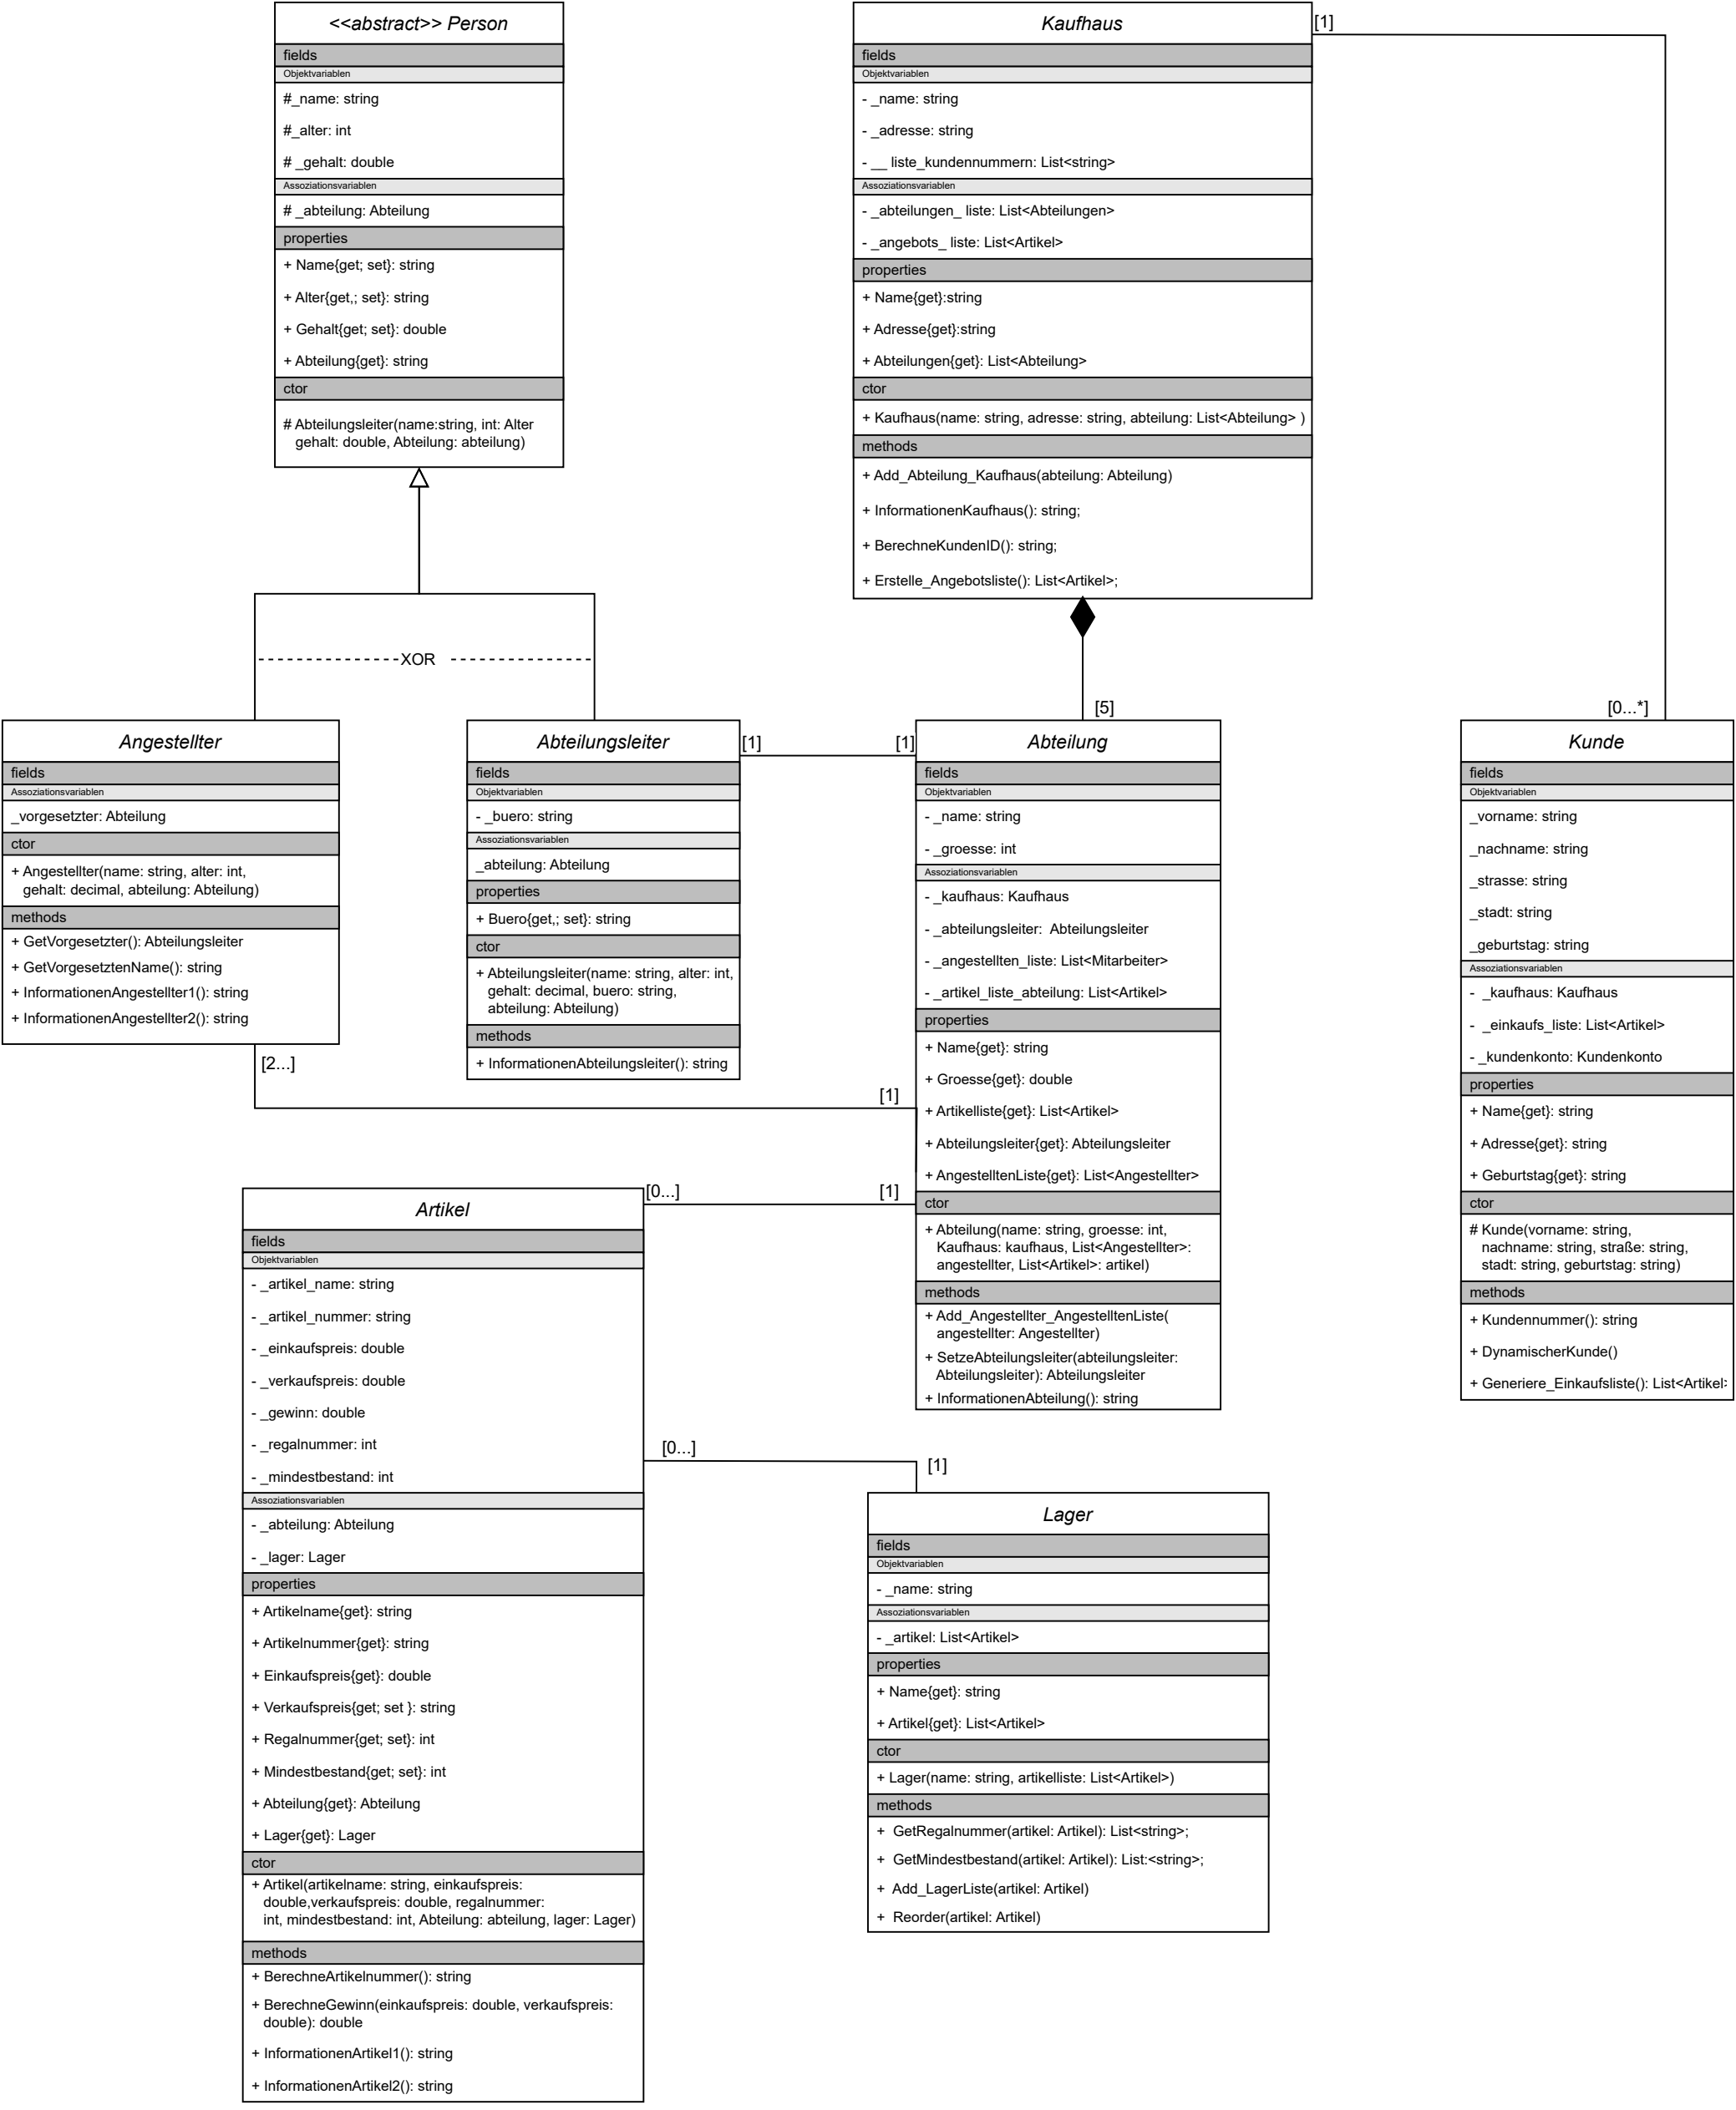 <<abstract>> Person
fields
Objektvariablen
#_name: string
#_alter: int
# _gehalt: double
Assoziationsvariablen
# _abteilung: Abteilung
properties
+ Name{get; set}: string
+ Alter{get,; set}: string
+ Gehalt{get; set}: double
+ Abteilung{get}: string
ctor
# Abteilungsleiter(name:string, int: Alter
gehalt: double, Abteilung: abteilung)
Kaufhaus
fields
Objektvariablen
- _name: string
- _adresse: string
- __ liste_kundennummern: List<string>
Assoziationsvariablen
- _abteilungen_ liste: List<Abteilungen>
- _angebots_ liste: List<Artikel>
properties
+ Name{get}:string
+ Adresse{get}:string
+ Abteilungen{get}: List<Abteilung>
ctor
+ Kaufhaus(name: string, adresse: string, abteilung: List<Abteilung> )
methods
+ Add_Abteilung_Kaufhaus(abteilung: Abteilung)
+ InformationenKaufhaus(): string;
+ BerechneKundenID(): string;
+ Erstelle_Angebotsliste(): List<Artikel>;
[1]
XOR
[5]
[0...*]
Angestellter
fields
Assoziationsvariablen
_vorgesetzter: Abteilung
ctor
+ Angestellter(name: string, alter: int,
gehalt: decimal, abteilung: Abteilung)
methods
+ GetVorgesetzter(): Abteilungsleiter
+ GetVorgesetztenName(): string
+ InformationenAngestellter1(): string
+ InformationenAngestellter2(): string
[2...]
Abteilungsleiter
fields
Objektvariablen
- _buero: string
Assoziationsvariablen
_abteilung: Abteilung
properties
+ Buero{get,; set}: string
ctor
+ Abteilungsleiter(name: string, alter: int,
gehalt: decimal, buero: string,
abteilung: Abteilung)
methods
+ InformationenAbteilungsleiter(): string
[1]
[1]
[1]
[1]
Abteilung
fields
Objektvariablen
- _name: string
- _groesse: int
Assoziationsvariablen
- _kaufhaus: Kaufhaus
- _abteilungsleiter: Abteilungsleiter
- _angestellten_liste: List<Mitarbeiter>
- _artikel_liste_abteilung: List<Artikel>
properties
+ Name{get}: string
+ Groesse{get}: double
+ Artikelliste{get}: List<Artikel>
+ Abteilungsleiter{get}: Abteilungsleiter
+ AngestelltenListe{get}: List<Angestellter>
ctor
+ Abteilung(name: string, groesse: int,
Kaufhaus: kaufhaus, List<Angestellter>:
angestellter, List<Artikel>: artikel)
methods
+ Add_Angestellter_AngestelltenListe(
angestellter: Angestellter)
+ SetzeAbteilungsleiter(abteilungsleiter:
Abteilungsleiter): Abteilungsleiter
+ InformationenAbteilung(): string
Kunde
fields
Objektvariablen
_vorname: string
_nachname: string
_strasse: string
_stadt: string
_geburtstag: string
Assoziationsvariablen
- _kaufhaus: Kaufhaus
- _einkaufs_liste: List<Artikel>
- _kundenkonto: Kundenkonto
properties
+ Name{get}: string
+ Adresse{get}: string
+ Geburtstag{get}: string
ctor
# Kunde(vorname: string,
nachname: string, straße: string,
stadt: string, geburtstag: string)
methods
+ Kundennummer(): string
+ DynamischerKunde()
+ Generiere_Einkaufsliste(): List<Artikel>
[0...]
Artikel
fields
Objektvariablen
- _artikel_name: string
- _artikel_nummer: string
- _einkaufspreis: double
- _verkaufspreis: double
- _gewinn: double
- _regalnummer: int
- _mindestbestand: int
Assoziationsvariablen
- _abteilung: Abteilung
- _lager: Lager
properties
+ Artikelname{get}: string
+ Artikelnummer{get}: string
+ Einkaufspreis{get}: double
+ Verkaufspreis{get; set }: string
+ Regalnummer{get; set}: int
+ Mindestbestand{get; set}: int
+ Abteilung{get}: Abteilung
+ Lager{get}: Lager
ctor
+ Artikel(artikelname: string, einkaufspreis:
double,verkaufspreis: double, regalnummer:
int, mindestbestand: int, Abteilung: abteilung, lager: Lager)
methods
+ BerechneArtikelnummer(): string
+ BerechneGewinn(einkaufspreis: double, verkaufspreis:
double): double
+ InformationenArtikel1(): string
+ InformationenArtikel2(): string
[0...]
[1]
Lager
fields
Objektvariablen
- _name: string
Assoziationsvariablen
- _artikel: List<Artikel>
properties
+ Name{get}: string
+ Artikel{get}: List<Artikel>
ctor
+ Lager(name: string, artikelliste: List<Artikel>)
methods
+ GetRegalnummer(artikel: Artikel): List<string>;
+ GetMindestbestand(artikel: Artikel): List:<string>;
+ Add_LagerListe(artikel: Artikel)
+ Reorder(artikel: Artikel)